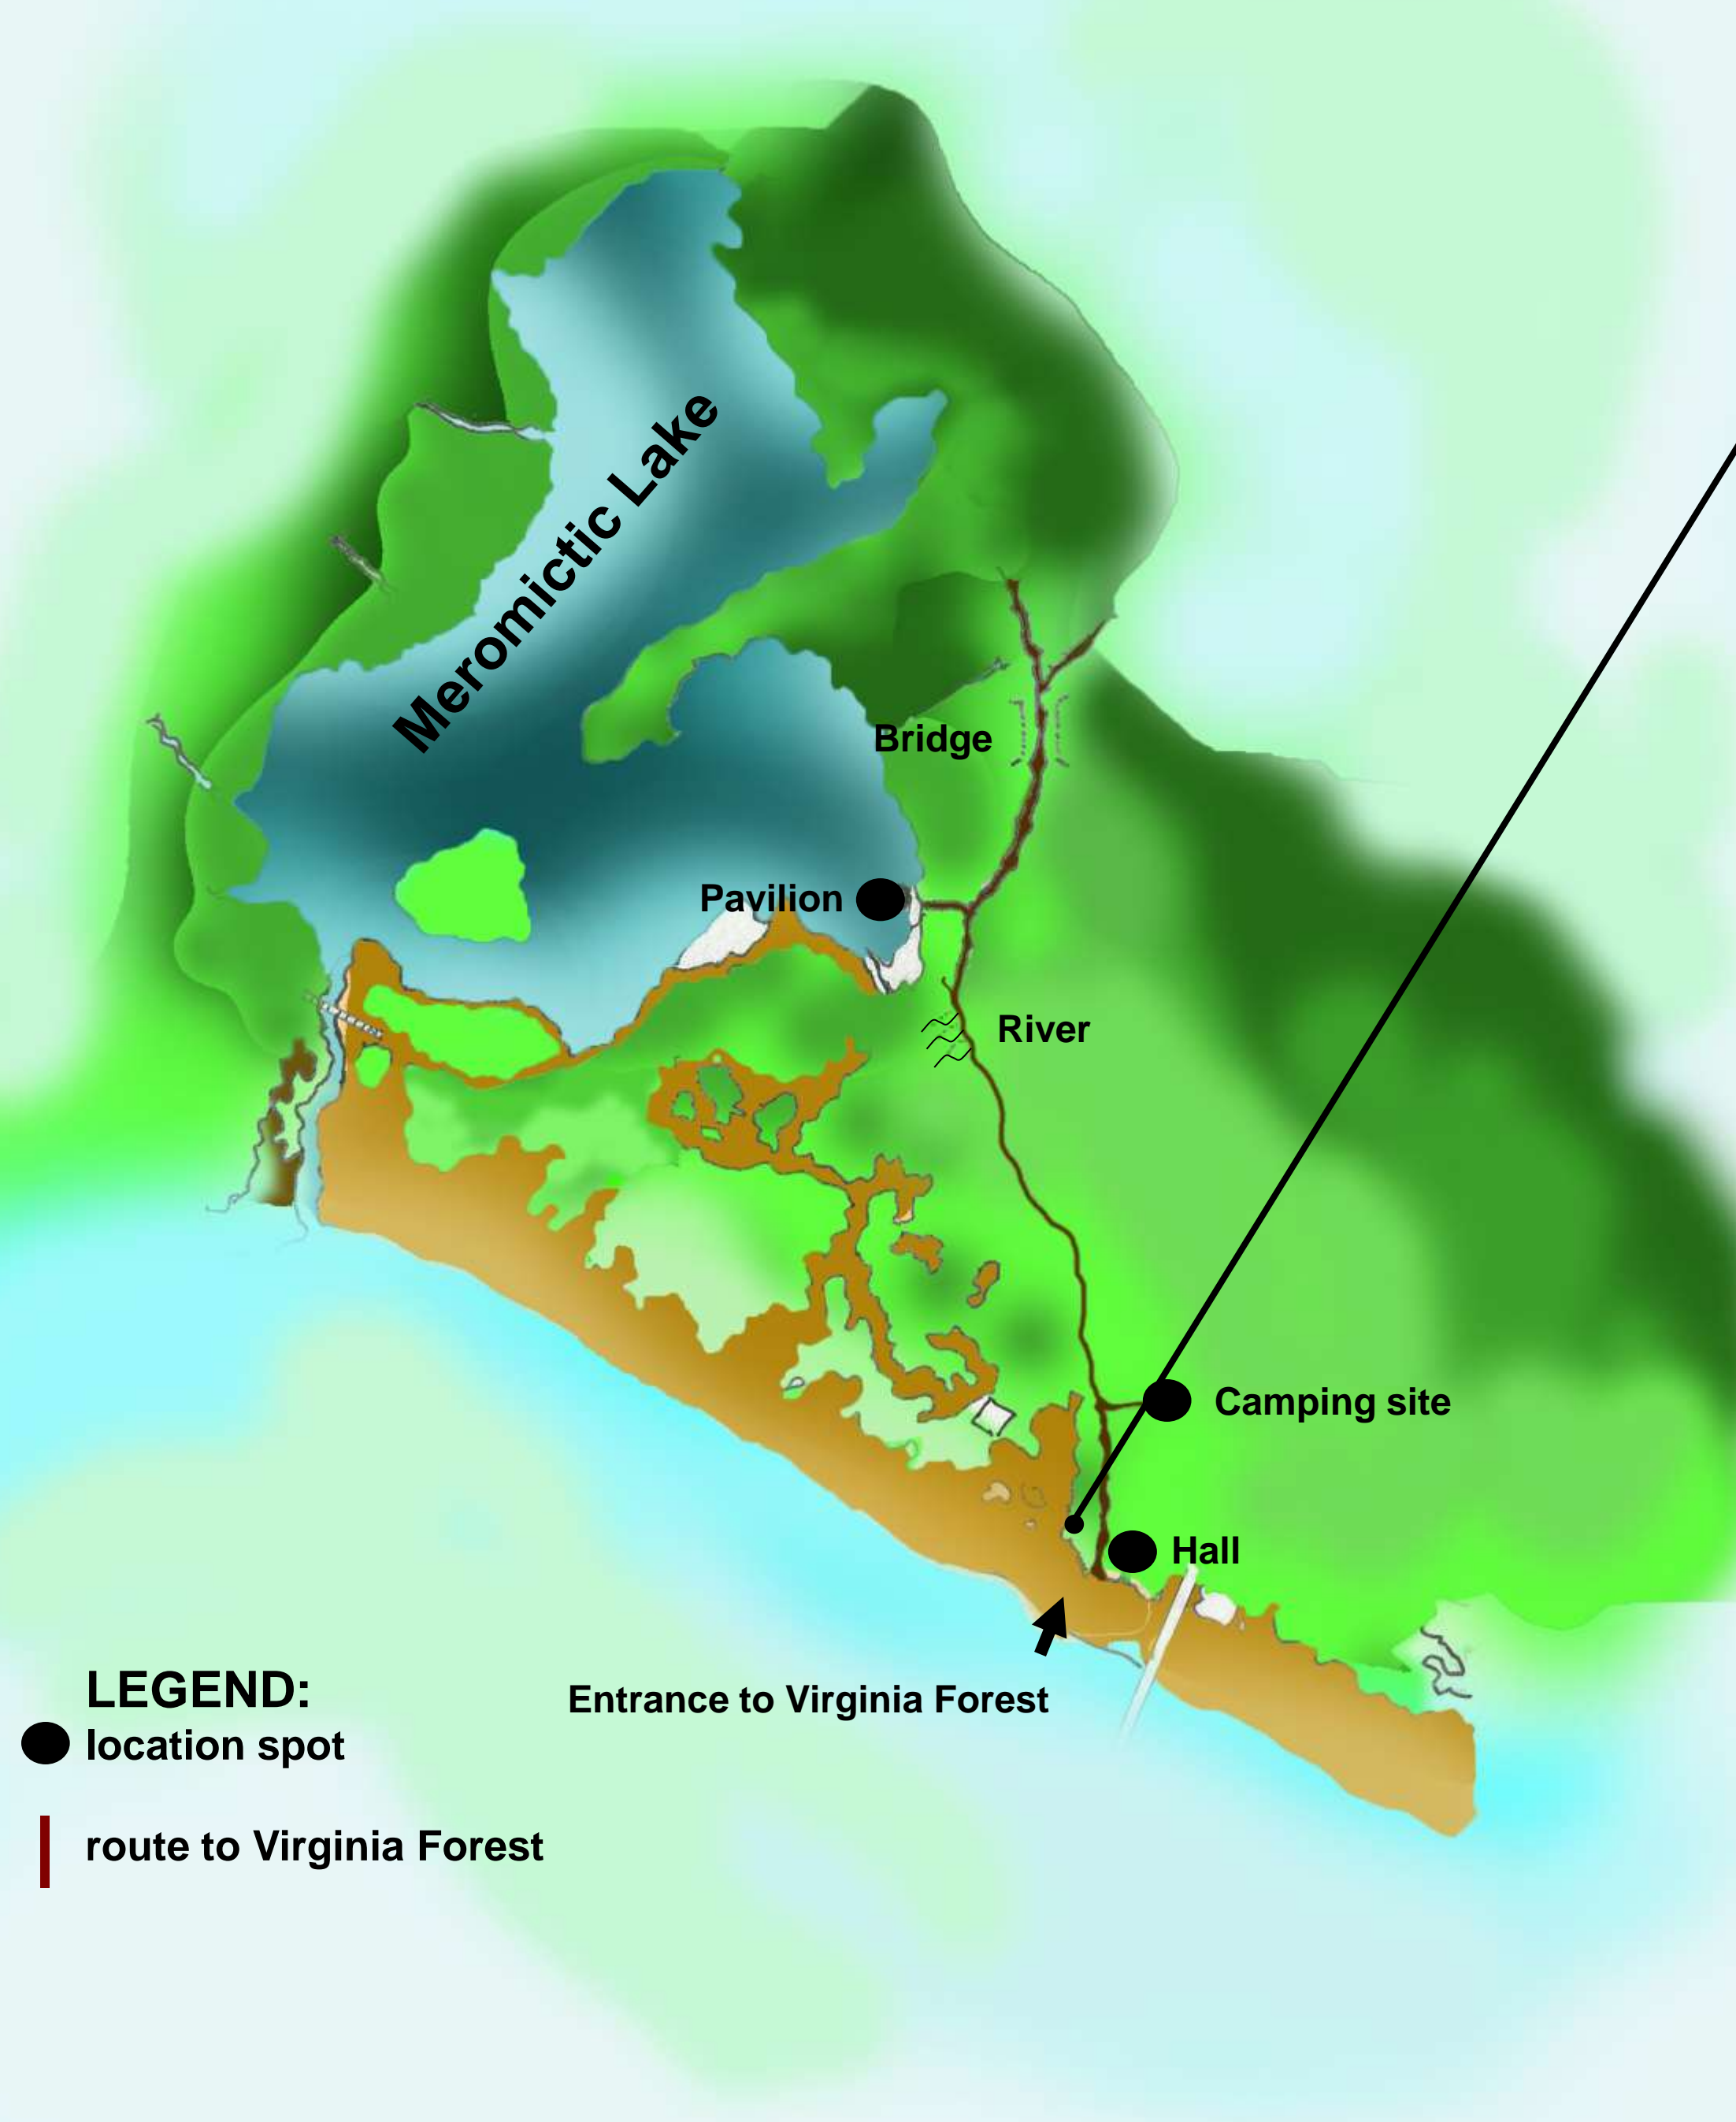 Meromictic Lake
Bridge
Pavilion
River
Camping site
Hall
Entrance to Virginia Forest
LEGEND:
location spot
route to Virginia Forest